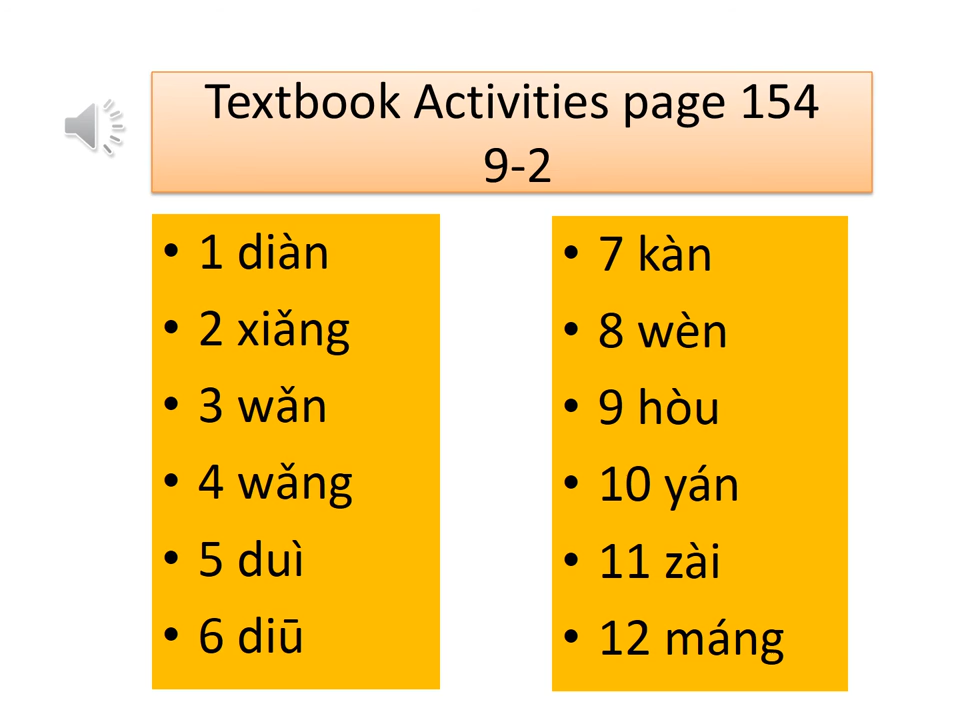 Textbook Activities page 154
9-2
• 1 diàn
• 2 xiǎng
• 3 wǎn
• 4 wǎng
• 5 duì
• 6 diū
• 7 kàn
• 8 wèn
• 9 hòu
• 10 yán
• 11 zài
• 12 máng